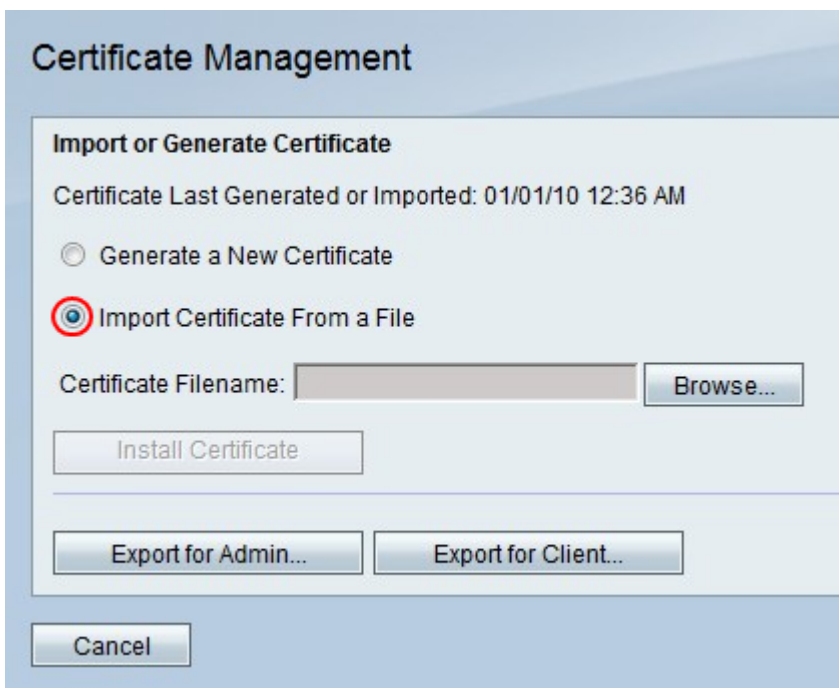 Certificate Management
Import or Generate Certificate
Certificate Last Generated or Imported: 01/01/10 12:36 AM
Generate a New Certificate
Import Certificate From a File
Certificate Filename: Browse...
Install Certificate
Export for Admin... Export for Client...
Cancel